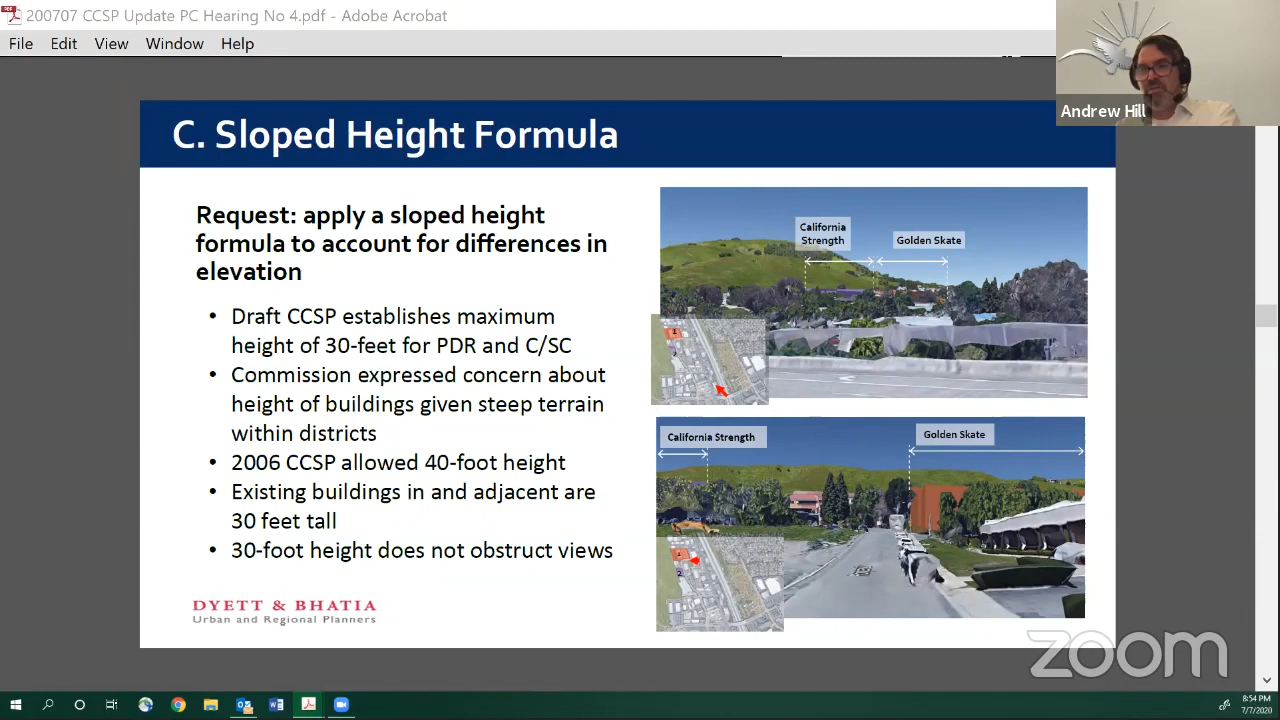 200707 CCSP Update PC Hearing No 4.pdf - Adobe Acrobat
File Edit View Window Help
Andrew Hill
C. Sloped Height Formula
Request: apply a sloped height
formula to account for differences in
elevation
• Draft CCSP establishes maximum
height of 30-feet for PDR and C/SC
• Commission expressed concern about
height of buildings given steep terrain
within districts
• 2006 CCSP allowed 40-foot height
• Existing buildings in and adjacent are
30 feet tall
• 30-foot height does not obstruct views
DYETT & BHATIA
Urban and Regional Planners
California
Strength
Golden Skate
1
California Strength
Golden Skate
1
2
zoom
8:54 PM
7/7/2020